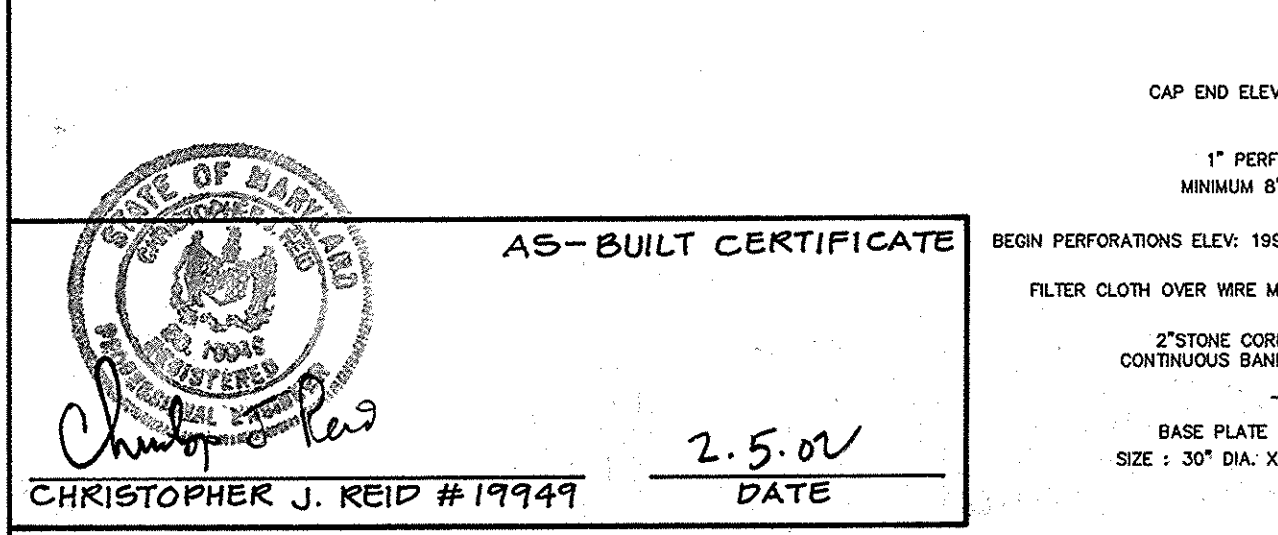 CAP END ELEV
1" PERF
MINIMUM 8"
STATE OF MARYLAND
CHRISTOPHER J. REID
REGISTERED
PROFESSIONAL
AS-BUILT CERTIFICATE
BEGIN PERFORATIONS ELEV: 199
FILTER CLOTH OVER WIRE M
2"STONE COR
CONTINUOUS BAN
BASE PLATE
SIZE : 30" DIA. X
2.5.02
CHRISTOPHER J. REID #19949
DATE